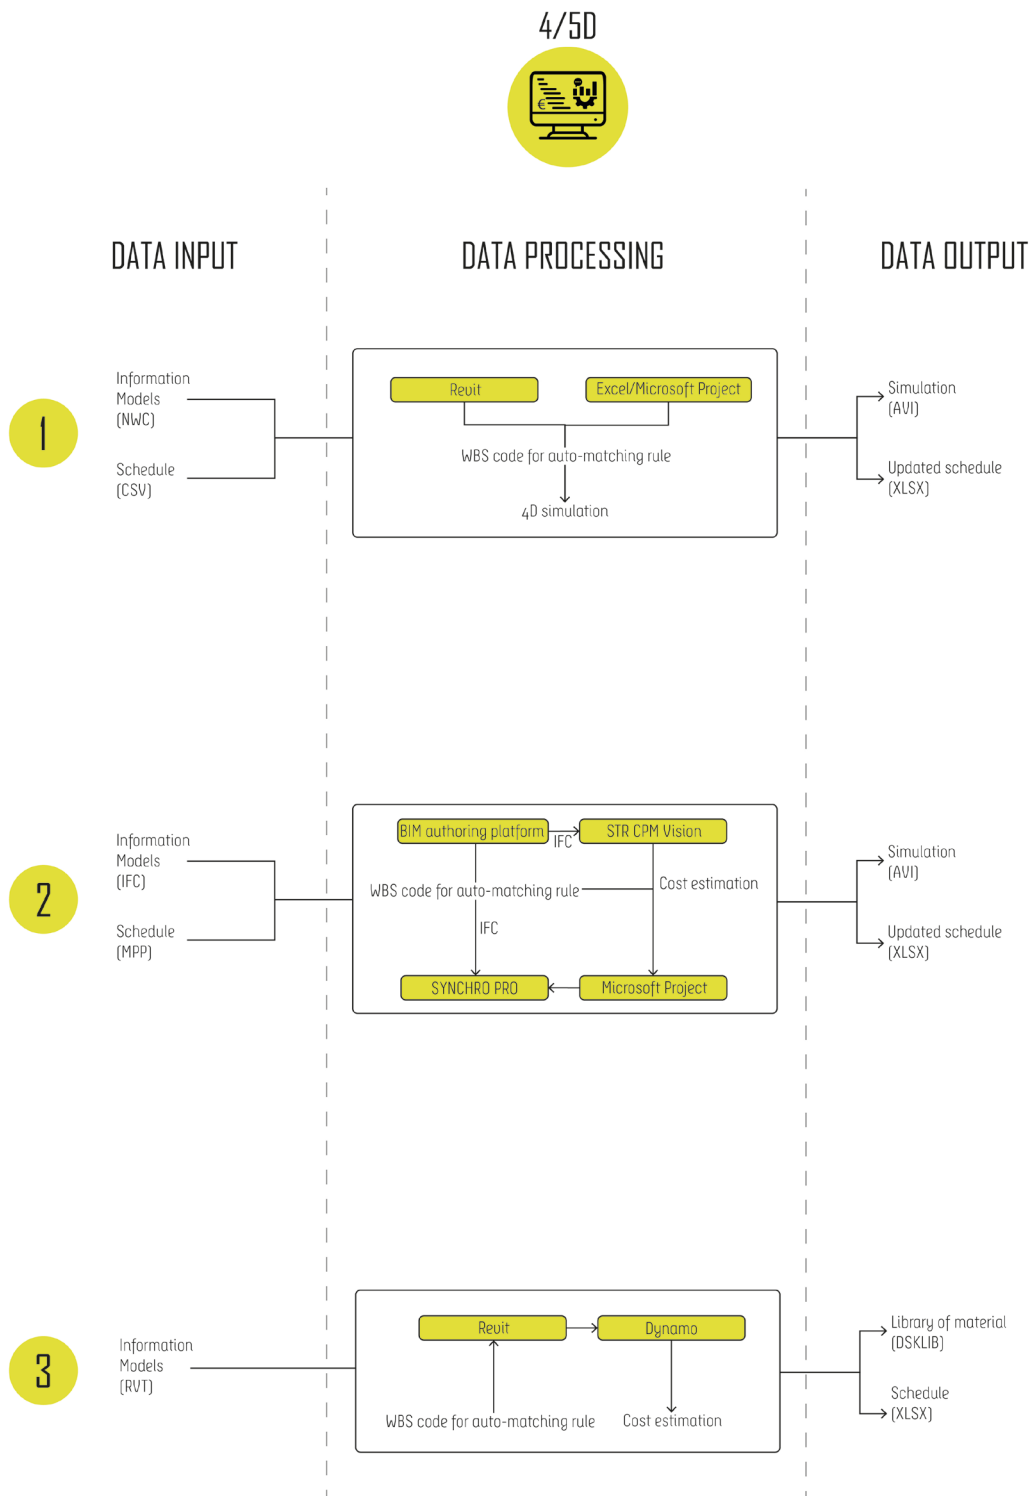 4/5D
€
DATA INPUT
DATA PROCESSING
DATA OUTPUT
1
Information
Models
(NWC)
Schedule
(CSV)
Revit
Excel/Microsoft Project
WBS code for auto-matching rule
4D simulation
Simulation
(AVI)
Updated schedule
(XLSX)
2
Information
Models
(IFC)
Schedule
(MPP)
BIM authoring platform
IFC
STR CPM Vision
WBS code for auto-matching rule
Cost estimation
IFC
SYNCHRO PRO
Microsoft Project
Simulation
(AVI)
Updated schedule
(XLSX)
3
Information
Models
(RVT)
Revit
Dynamo
WBS code for auto-matching rule
Cost estimation
Library of material
(DSKLIB)
Schedule
(XLSX)